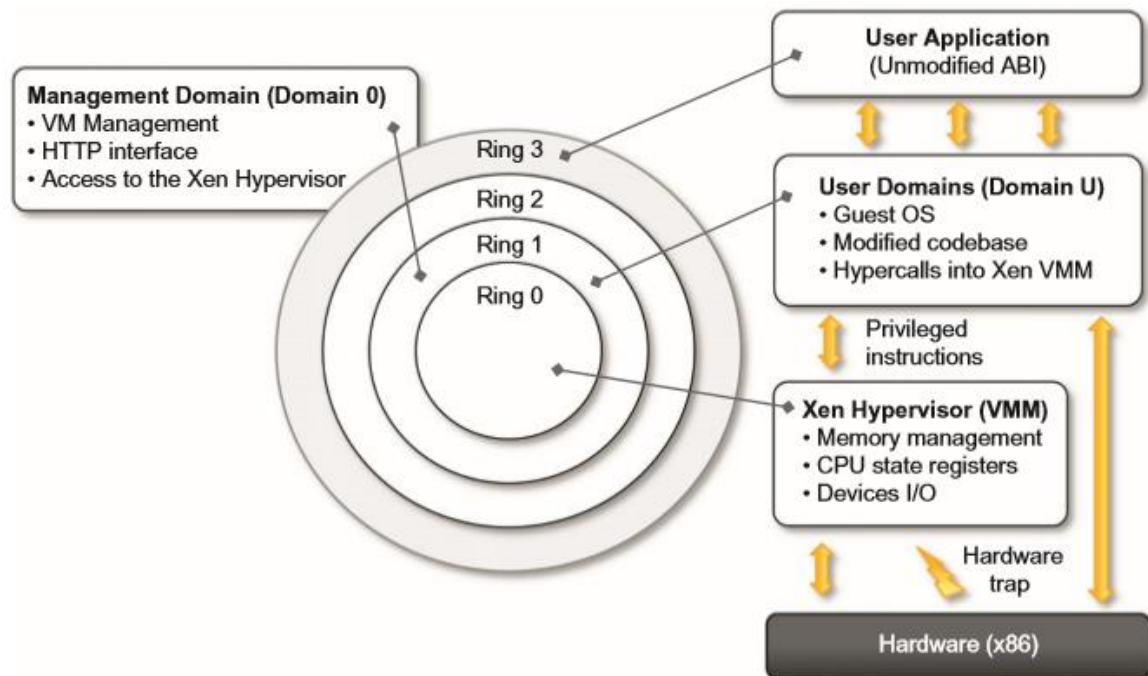 User Application
(Unmodified ABI)
Management Domain (Domain 0)
• VM Management
• HTTP interface
• Access to the Xen Hypervisor
Ring 3
Ring 2
Ring 1
Ring 0
User Domains (Domain U)
• Guest OS
• Modified codebase
• Hypercalls into Xen VMM
Privileged
instructions
Xen Hypervisor (VMM)
• Memory management
• CPU state registers
• Devices I/O
Hardware
trap
Hardware (x86)